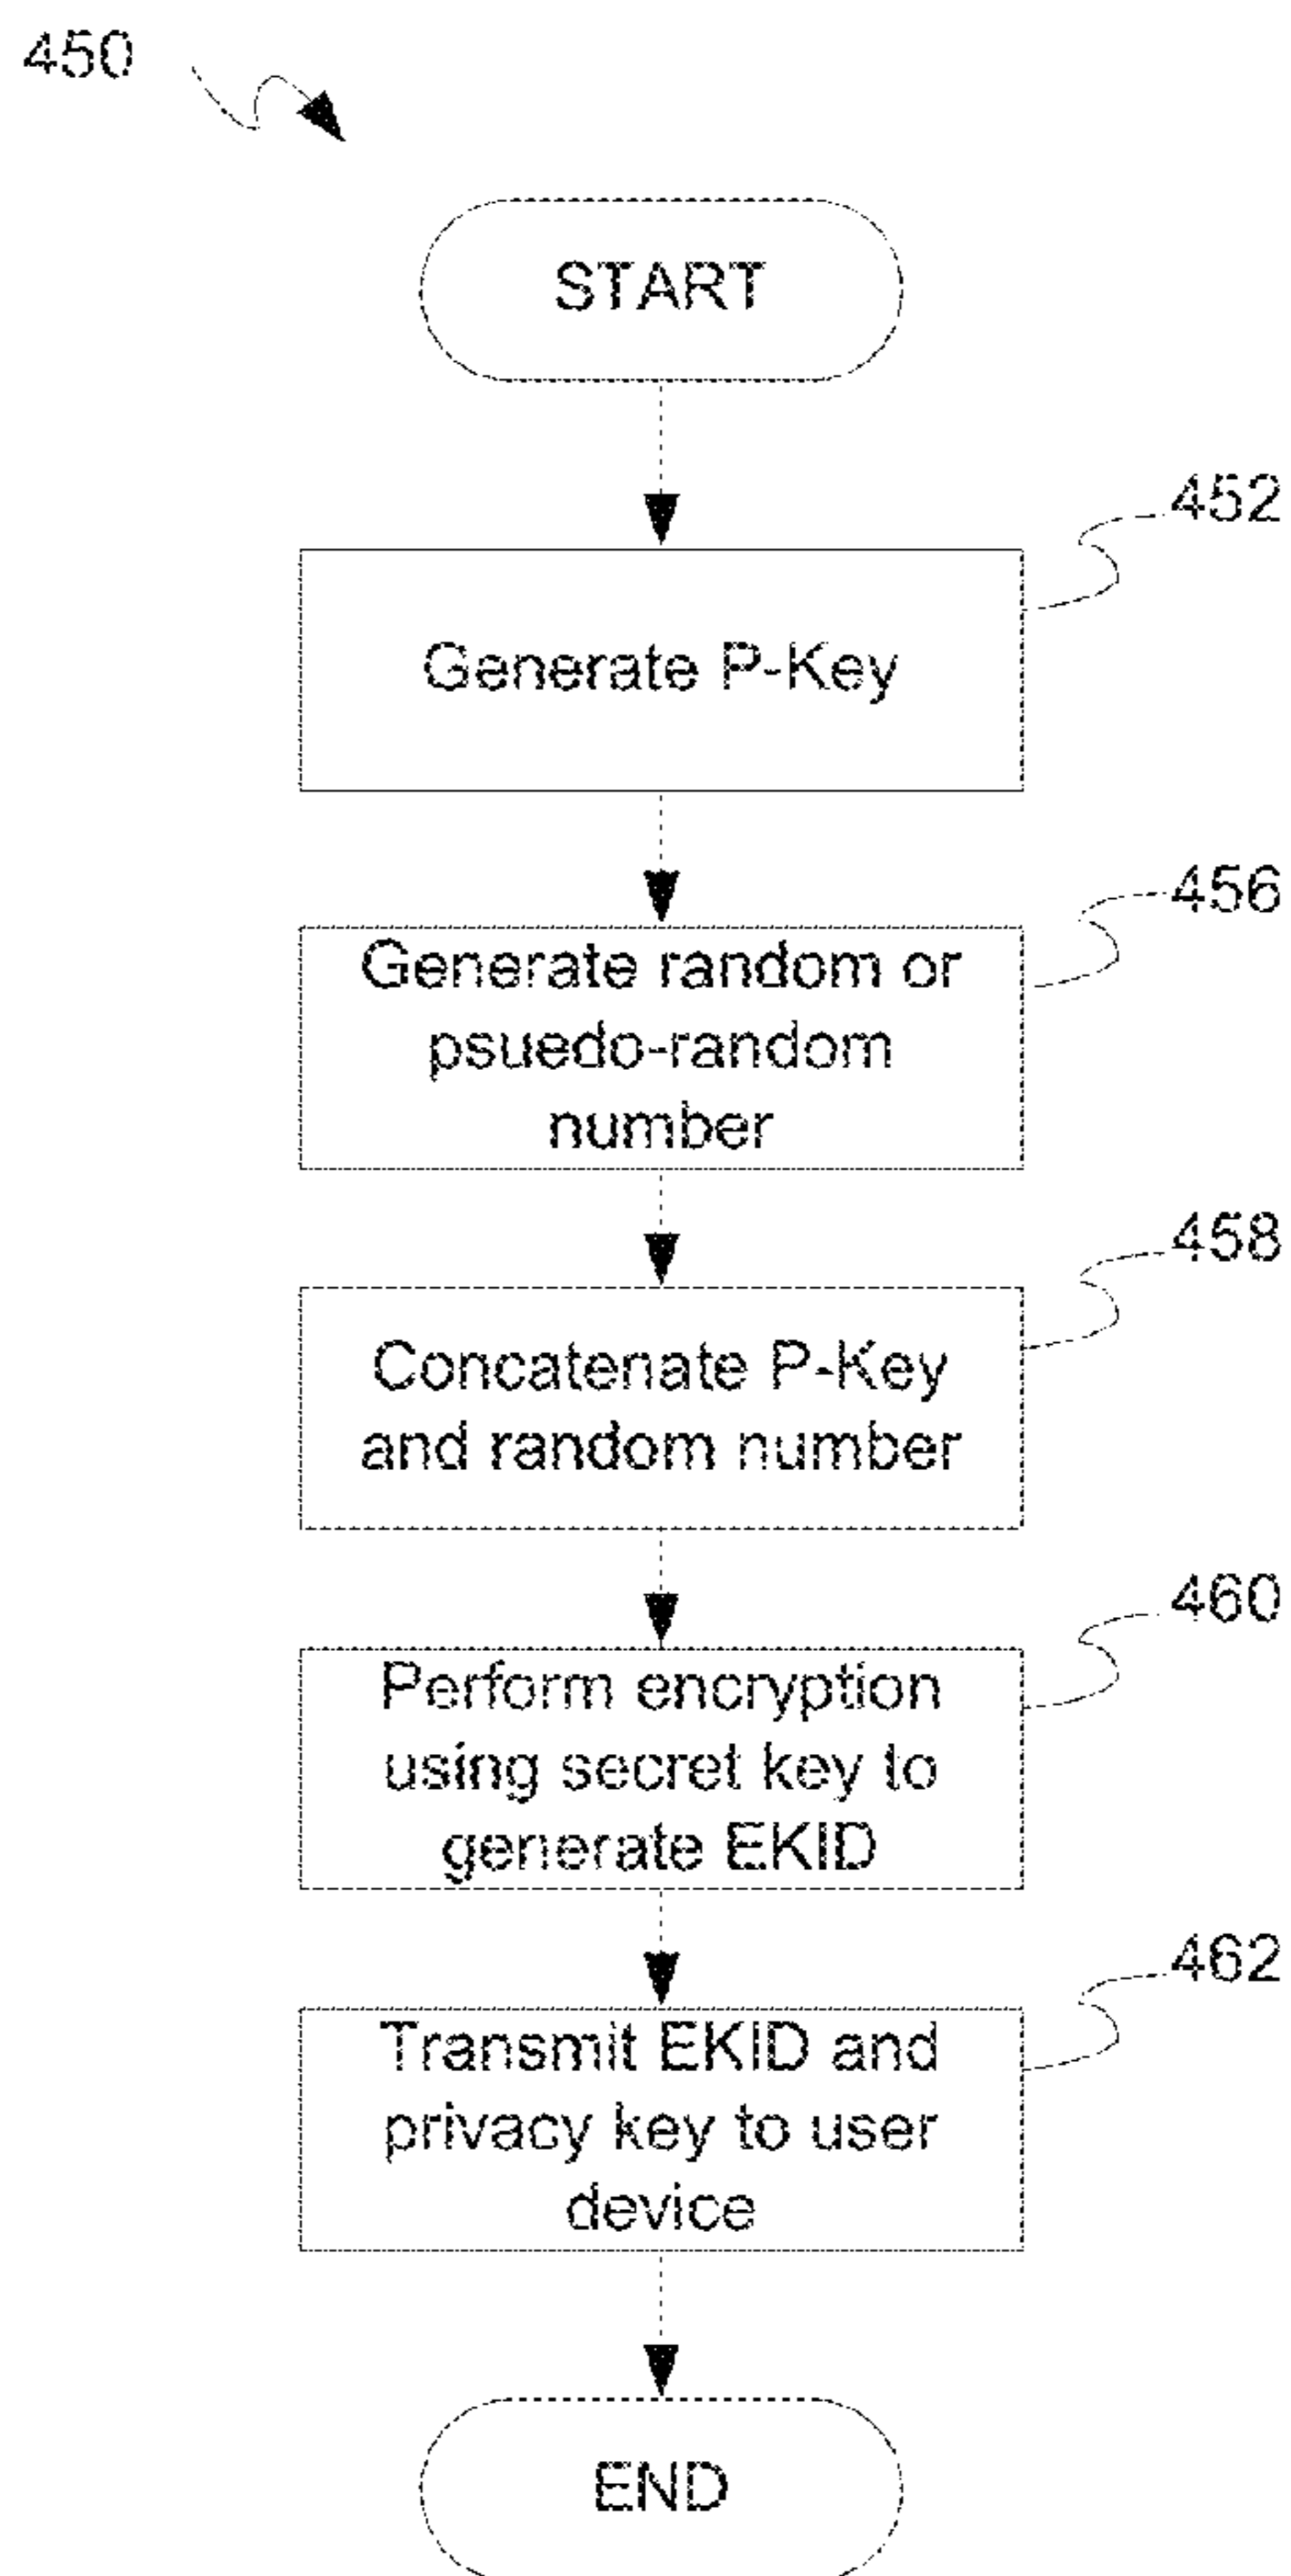 450
START
452
Generate P-Key
456
Generate random or
psuedo-random
number
458
Concatenate P-Key
and random number
460
Perform encryption
using secret key to
generate EKID
462
Transmit EKID and
privacy key to user
device
END